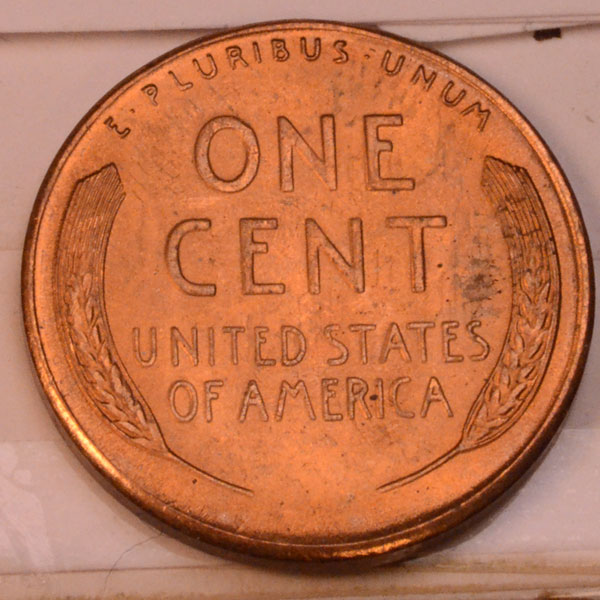 E·PLURIBUS·UNUM
ONE
CENT
UNITED STATES
OF AMERICA